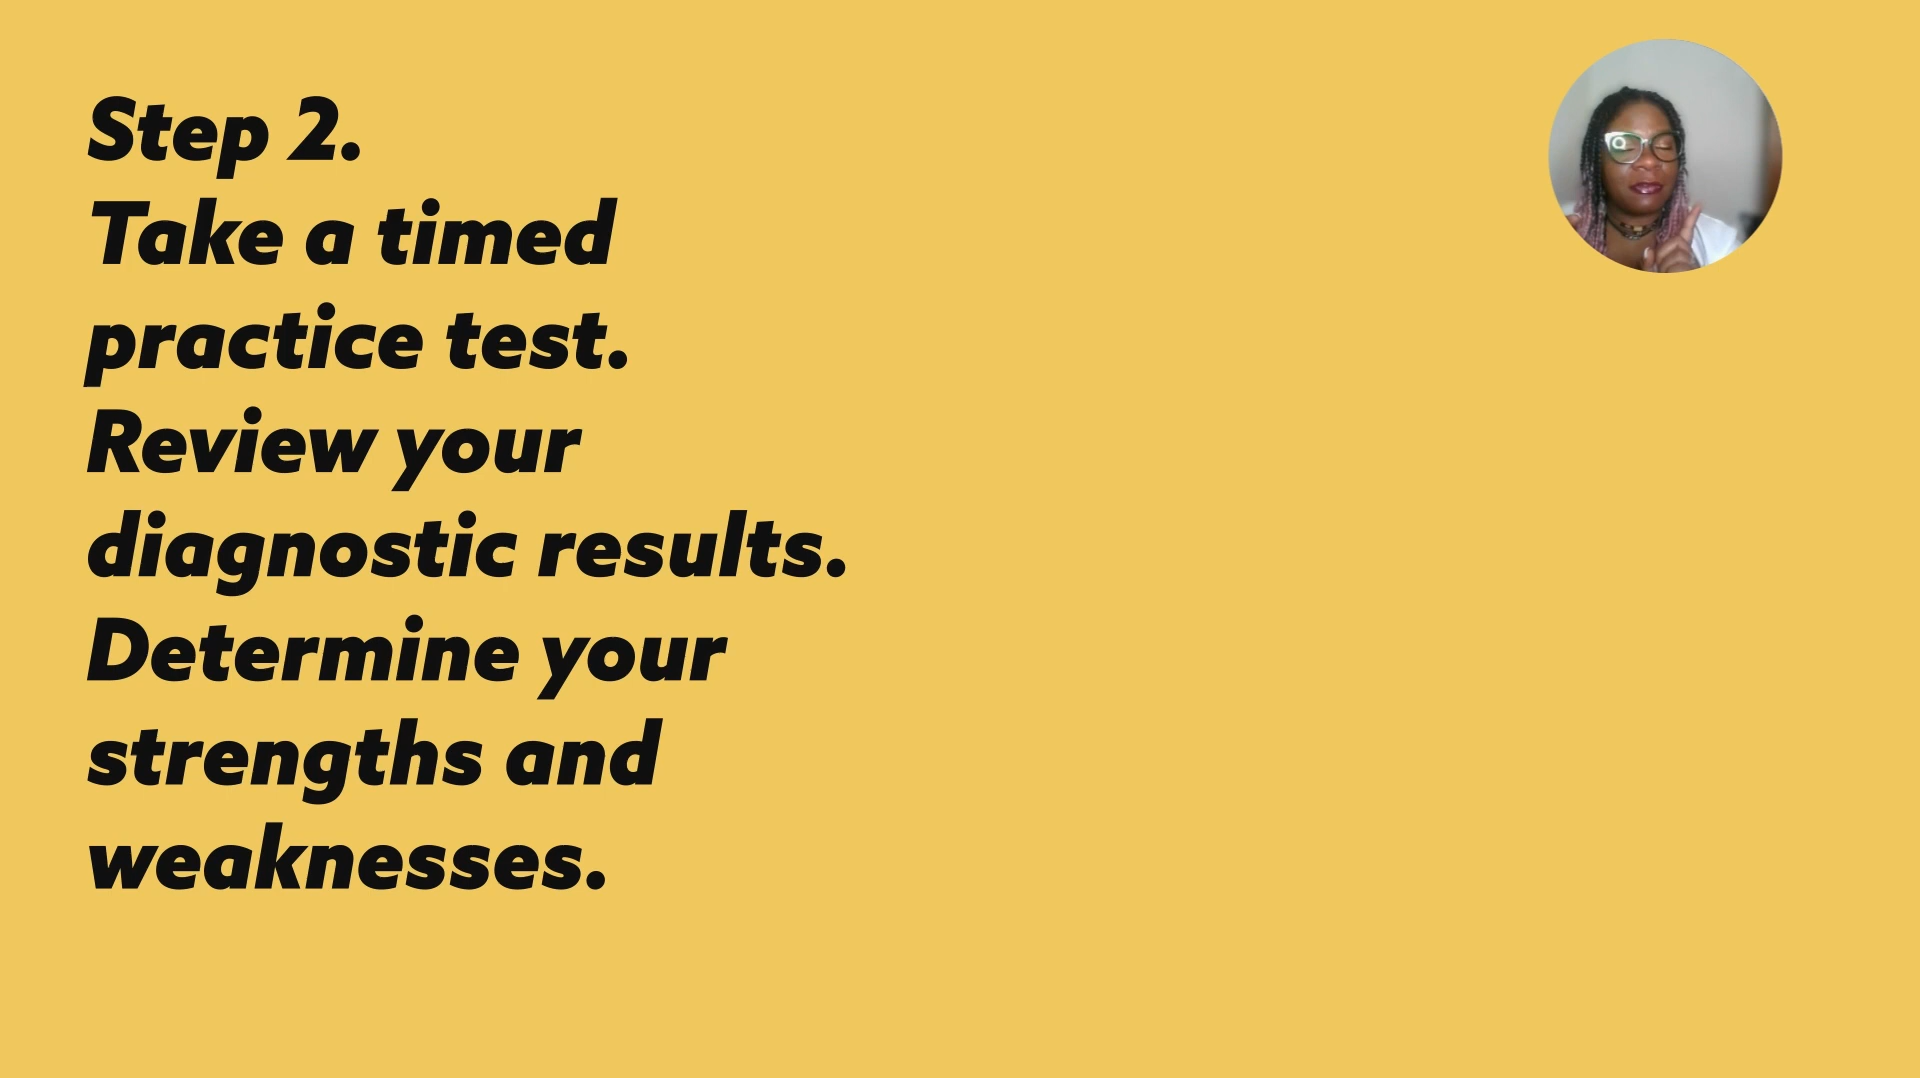 Step 2.
Take a timed
practice test.
Review your
diagnostic results.
Determine your
strengths and
weaknesses.